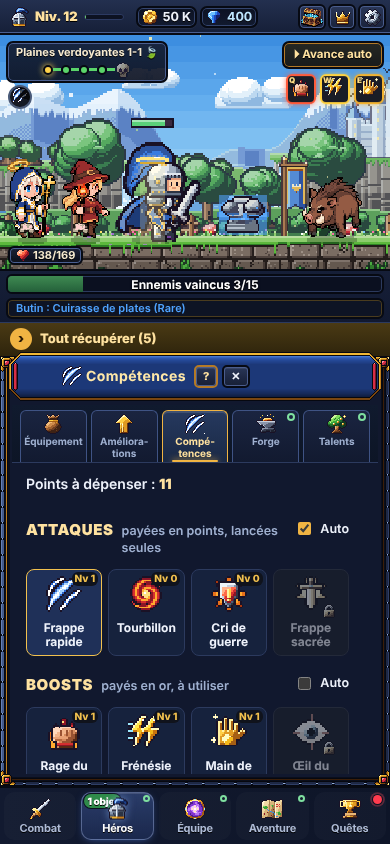 Niv. 12
50 K
400
Plaines verdoyantes 1-1
Avance auto
Q
W
E
138/169
Ennemis vaincus 3/15
Butin : Cuirasse de plates (Rare)
Tout récupérer (5)
Compétences
?
×
Équipement
Améliora-
tions
Compé-
tences
Forge
Talents
Points à dépenser : 11
ATTAQUES payées en points, lancées
seules
Auto
Nv 1
Nv 0
Nv 0
Frappe
rapide
Tourbillon
Cri de
guerre
Frappe
sacrée
BOOSTS payés en or, à utiliser
Auto
Nv 1
Nv 1
Nv 1
Rage du
Frénésie
Main de
Œil du
1 obje
Combat
Héros
Équipe
Aventure
Quêtes